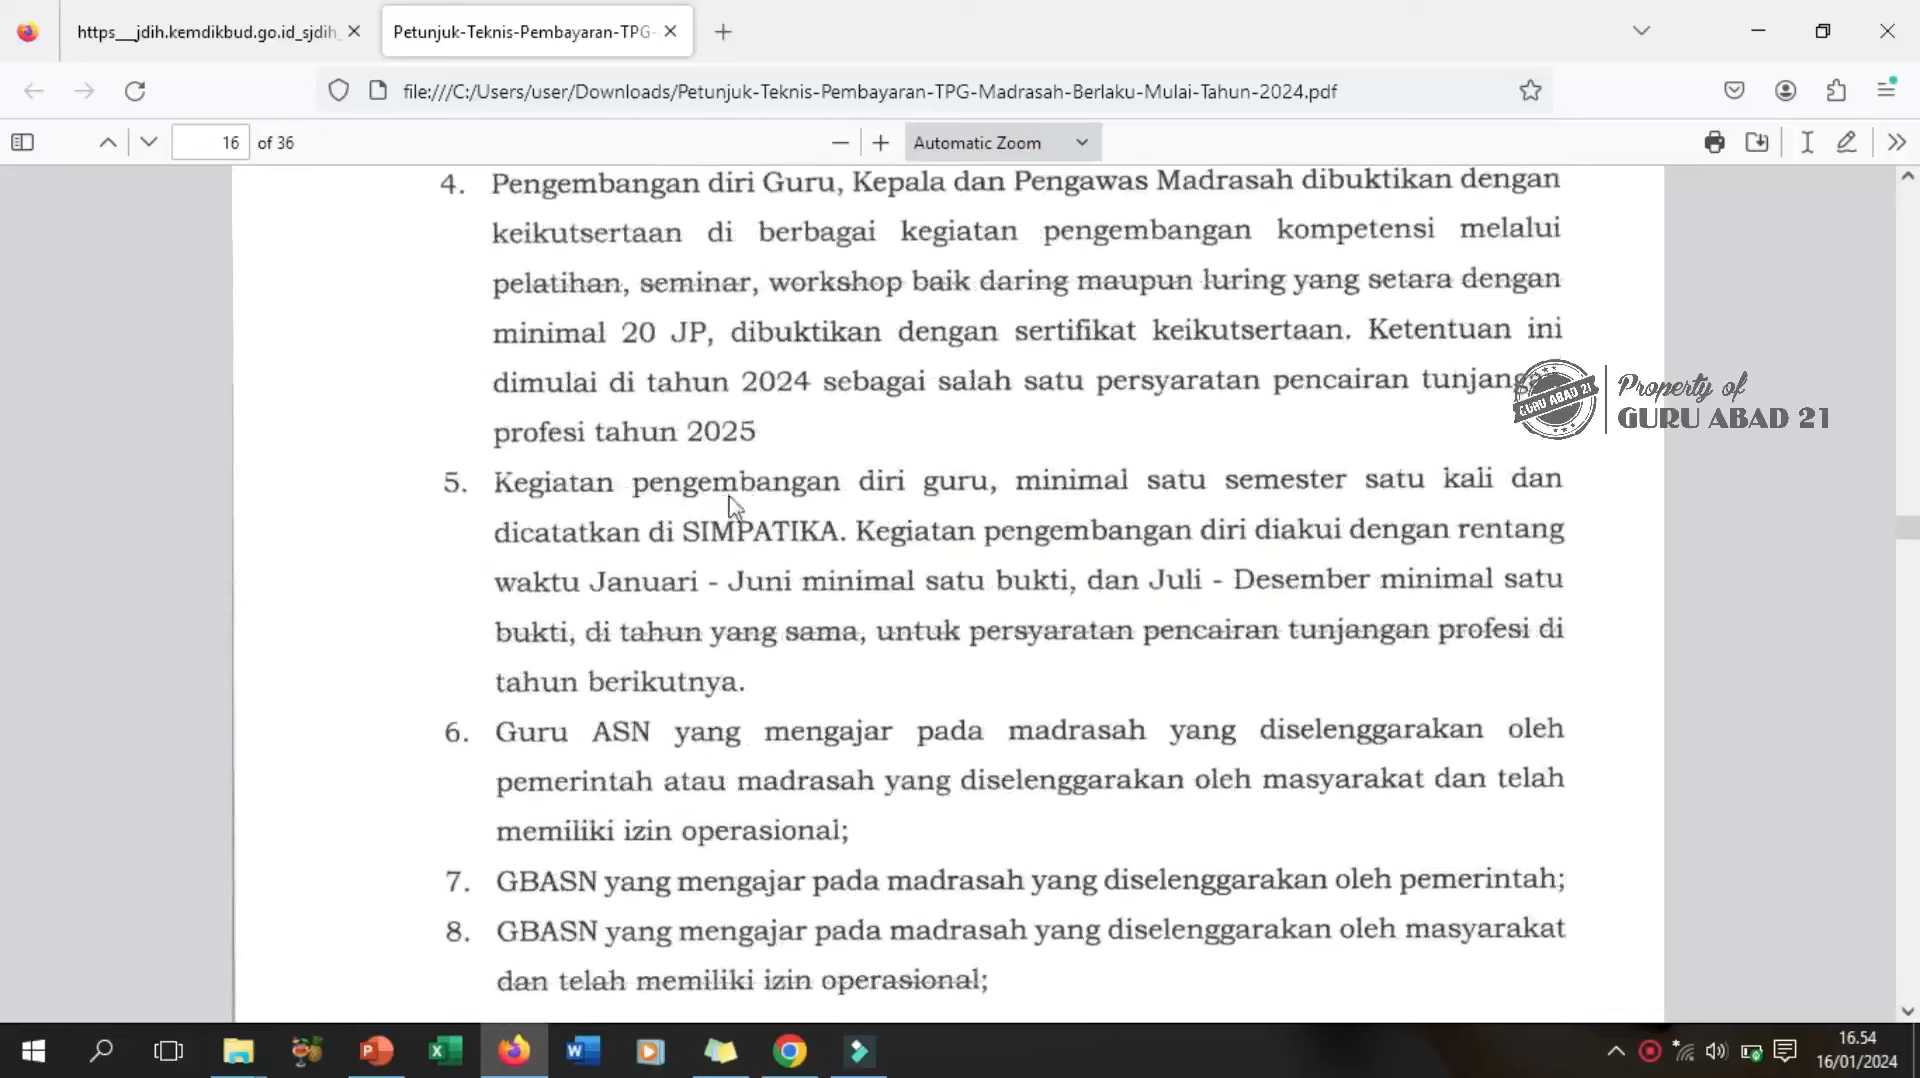 https__jdih.kemdikbud.go.id_sjdih_
Petunjuk-Teknis-Pembayaran-TPG-
file:///C:/Users/user/Downloads/Petunjuk-Teknis-Pembayaran-TPG-Madrasah-Berlaku-Mulai-Tahun-2024.pdf
16 of 36
Automatic Zoom
4. Pengembangan diri Guru, Kepala dan Pengawas Madrasah dibuktikan dengan
keikutsertaan di berbagai kegiatan pengembangan kompetensi melalui
pelatihan, seminar, workshop baik daring maupun luring yang setara dengan
minimal 20 JP, dibuktikan dengan sertifikat keikutsertaan. Ketentuan ini
dimulai di tahun 2024 sebagai salah satu persyaratan pencairan tunjangan
profesi tahun 2025
GURU ABAD 21
Property of
GURU ABAD 21
5. Kegiatan pengembangan diri guru, minimal satu semester satu kali dan
dicatatkan di SIMPATIKA. Kegiatan pengembangan diri diakui dengan rentang
waktu Januari - Juni minimal satu bukti, dan Juli - Desember minimal satu
bukti, di tahun yang sama, untuk persyaratan pencairan tunjangan profesi di
tahun berikutnya.
6. Guru ASN yang mengajar pada madrasah yang diselenggarakan oleh
pemerintah atau madrasah yang diselenggarakan oleh masyarakat dan telah
memiliki izin operasional;
7. GBASN yang mengajar pada madrasah yang diselenggarakan oleh pemerintah;
8. GBASN yang mengajar pada madrasah yang diselenggarakan oleh masyarakat
dan telah memiliki izin operasional;
16.54
16/01/2024